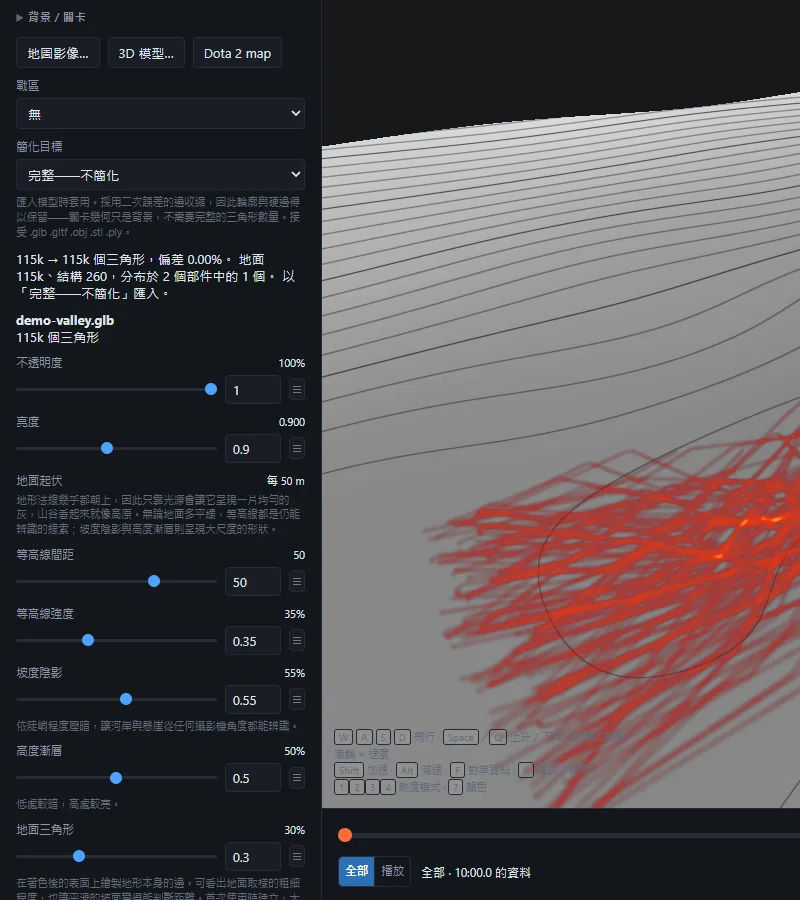 背景 / 關卡
地圖影像... 3D 模型... Dota 2 map
戰區
無
簡化目標
完整——不簡化
匯入模型時套用，採用二次誤差的邊收縮，因此輪廓與硬邊得
以保留——關卡幾何只是背景，不需要完整的三角形數量。接
受 .glb .gltf .obj .stl .ply。
115k → 115k 個三角形，偏差 0.00%。 地面
115k、結構 260，分布於 2 個部件中的 1 個。 以
「完整——不簡化」匯入。
demo-valley.glb
115k 個三角形
不透明度 100%
1
亮度 0.900
0.9
地面起伏 每 50 m
地形法線幾乎都朝上，因此只靠光源會讓它呈現一片均勻的
灰，山谷看起來就像高原。無論地面多平緩，等高線都是仍能
辨識的線索；坡度陰影與高度漸層則呈現大尺度的形狀。
等高線間距 50
50
等高線強度 35%
0.35
坡度陰影 55%
0.55
依陡峭程度壓暗，讓河岸與懸崖從任何攝影機角度都能辨識。
高度漸層 50%
0.5
低處較暗，高處較亮。
地面三角形 30%
0.3
在著色後的表面上繪製地形本身的邊。可看出地面取樣的粗細
W A S D 飛行 · Space / Q 上升 / 下
滾輪 = 速度
Shift 加速 · Alt 減速 · F 對準資料 ·
1 2 3 4 熱度模式 · 7 顏色
全部 播放 全部 · 10:00.0 的資料